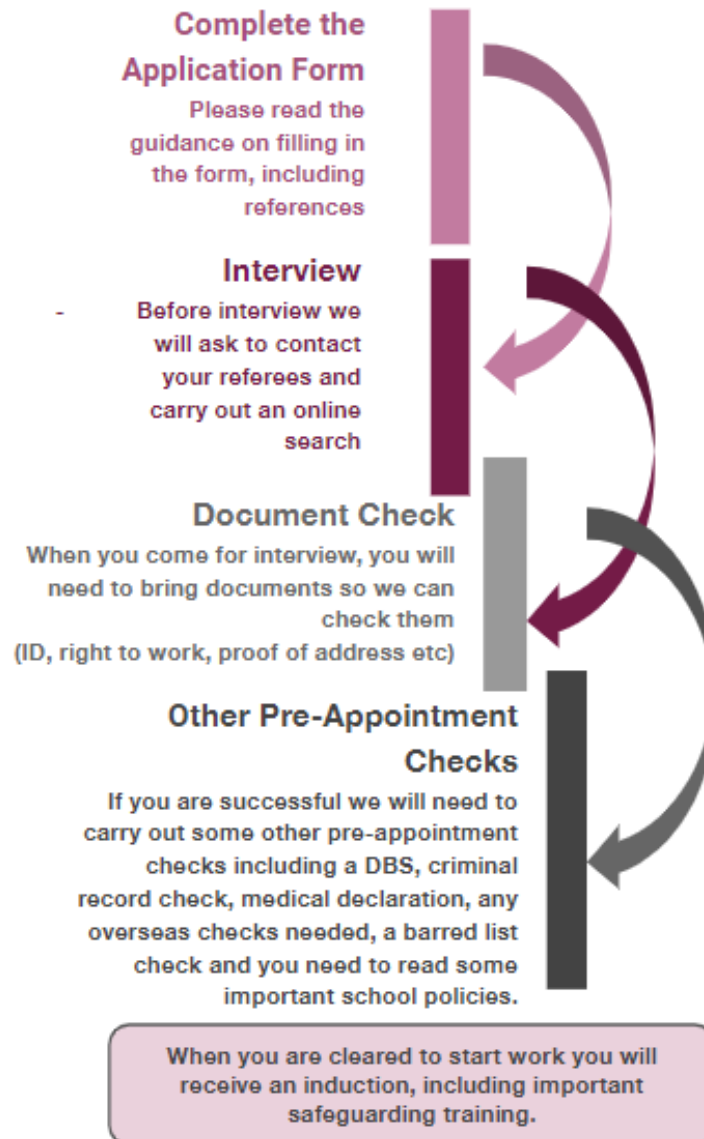 Complete the
Application Form
Please read the
guidance on filling in
the form, including
references
Interview
- Before interview we
will ask to contact
your referees and
carry out an online
search
Document Check
When you come for interview, you will
need to bring documents so we can
check them
(ID, right to work, proof of address etc)
Other Pre-Appointment
Checks
If you are successful we will need to
carry out some other pre-appointment
checks including a DBS, criminal
record check, medical declaration, any
overseas checks needed, a barred list
check and you need to read some
important school policies.
When you are cleared to start work you will
receive an induction, including important
safeguarding training.